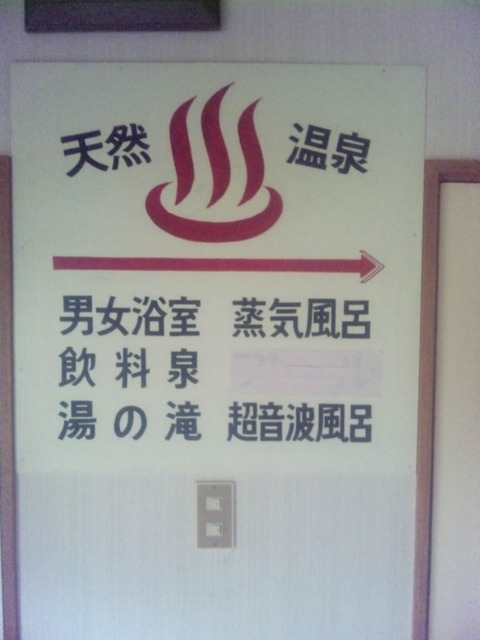 天然 温泉
男女浴室 蒸気風呂
飲料泉
湯の滝 超音波風呂